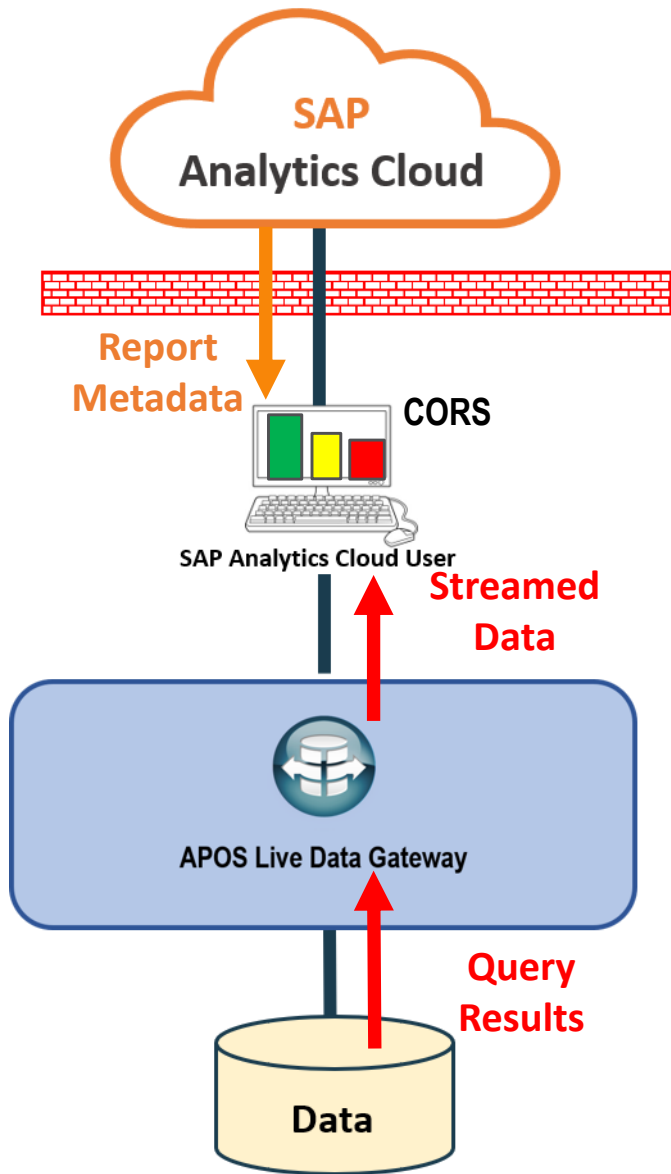 SAP
Analytics Cloud
Report
Metadata
CORS
SAP Analytics Cloud User
Streamed
Data
APOS Live Data Gateway
Query
Results
Data